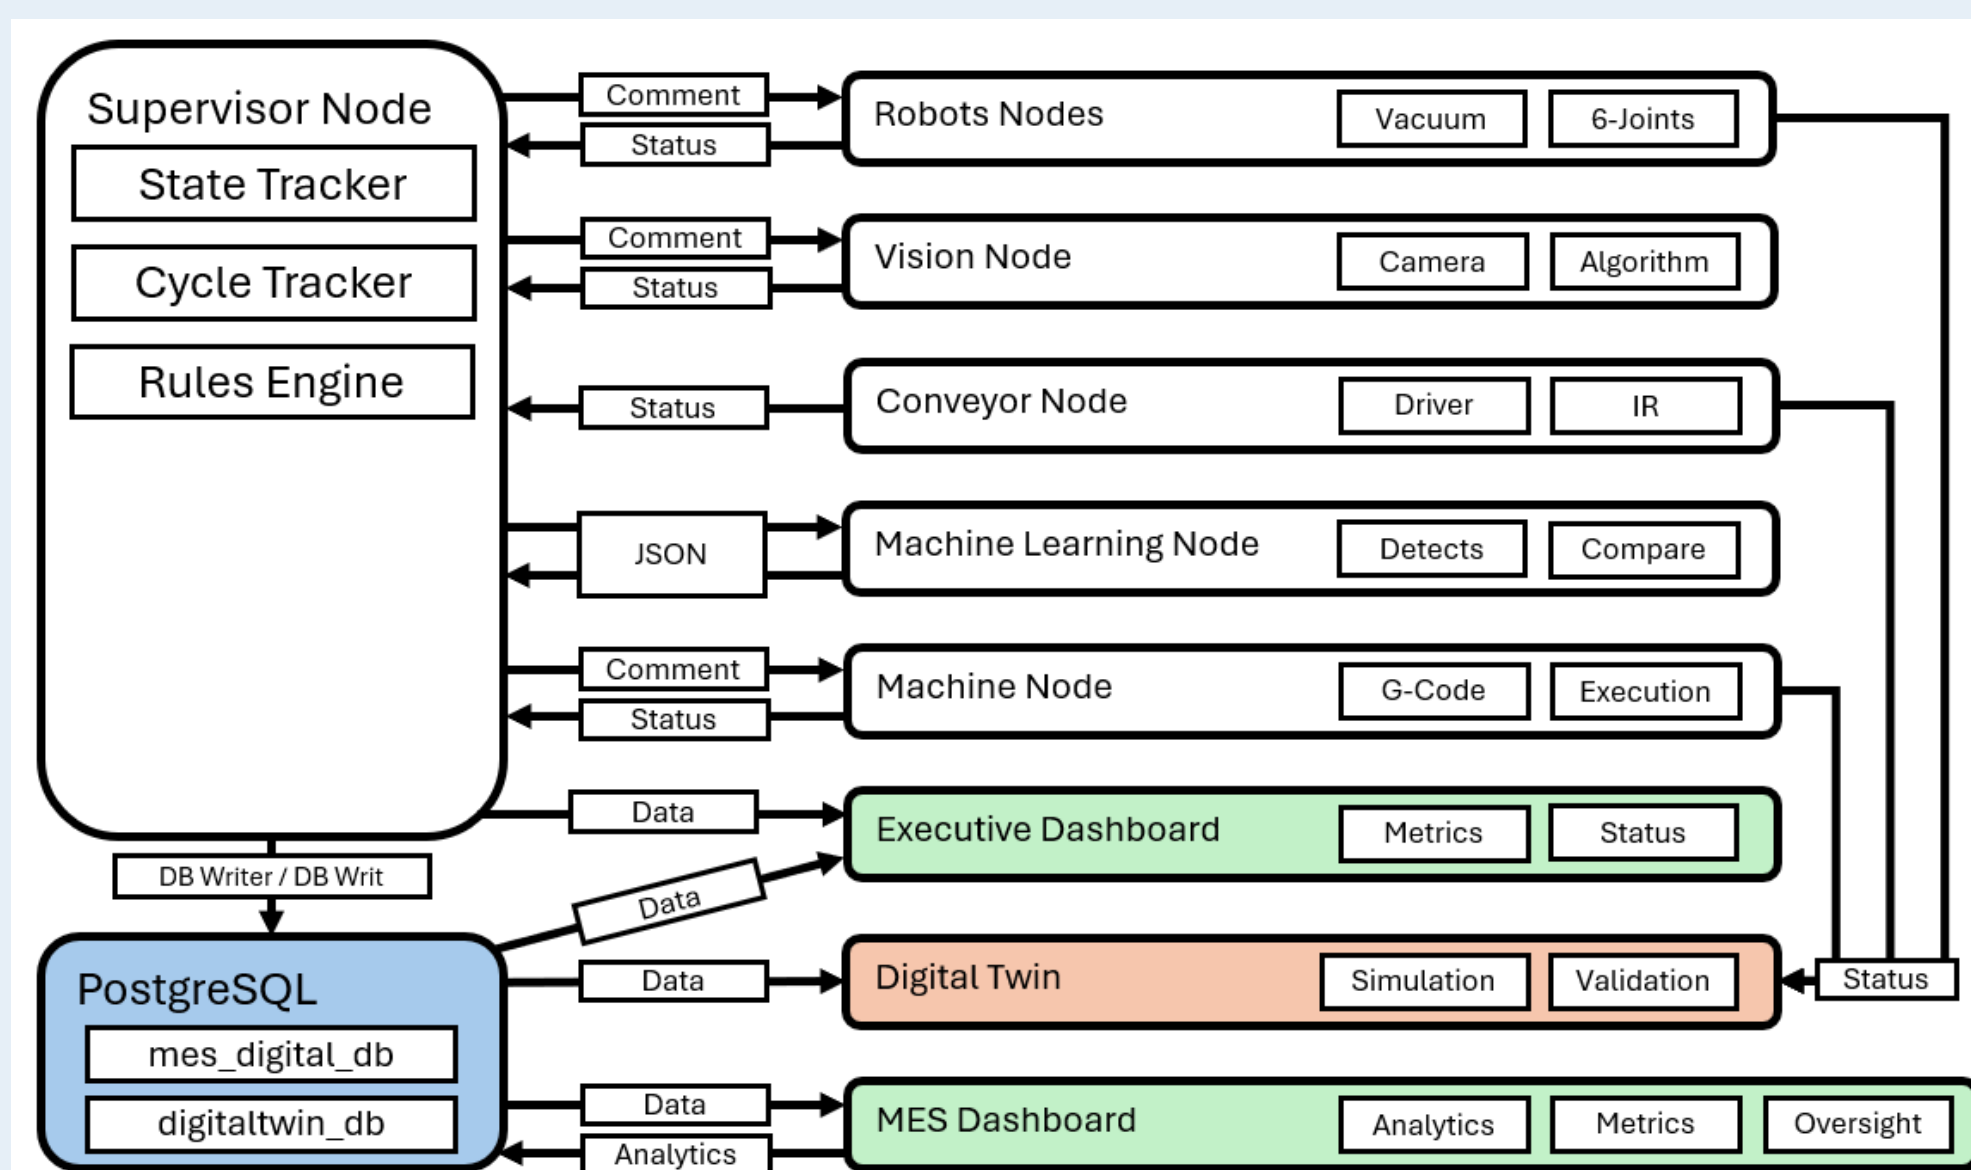 Supervisor Node
State Tracker
Cycle Tracker
Rules Engine
Comment
Status
Robots Nodes
Vacuum
6-Joints
Comment
Status
Vision Node
Camera
Algorithm
Status
Conveyor Node
Driver
IR
JSON
Machine Learning Node
Detects
Compare
Comment
Status
Machine Node
G-Code
Execution
Data
Executive Dashboard
Metrics
Status
DB Writer / DB Writ
Data
PostgreSQL
mes_digital_db
digitaltwin_db
Data
Digital Twin
Simulation
Validation
Status
Data
Analytics
MES Dashboard
Analytics
Metrics
Oversight